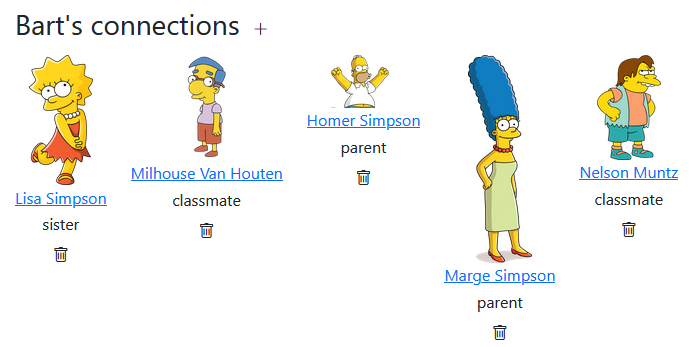 Bart's connections +
Lisa Simpson
sister
Milhouse Van Houten
classmate
Homer Simpson
parent
Marge Simpson
parent
Nelson Muntz
classmate